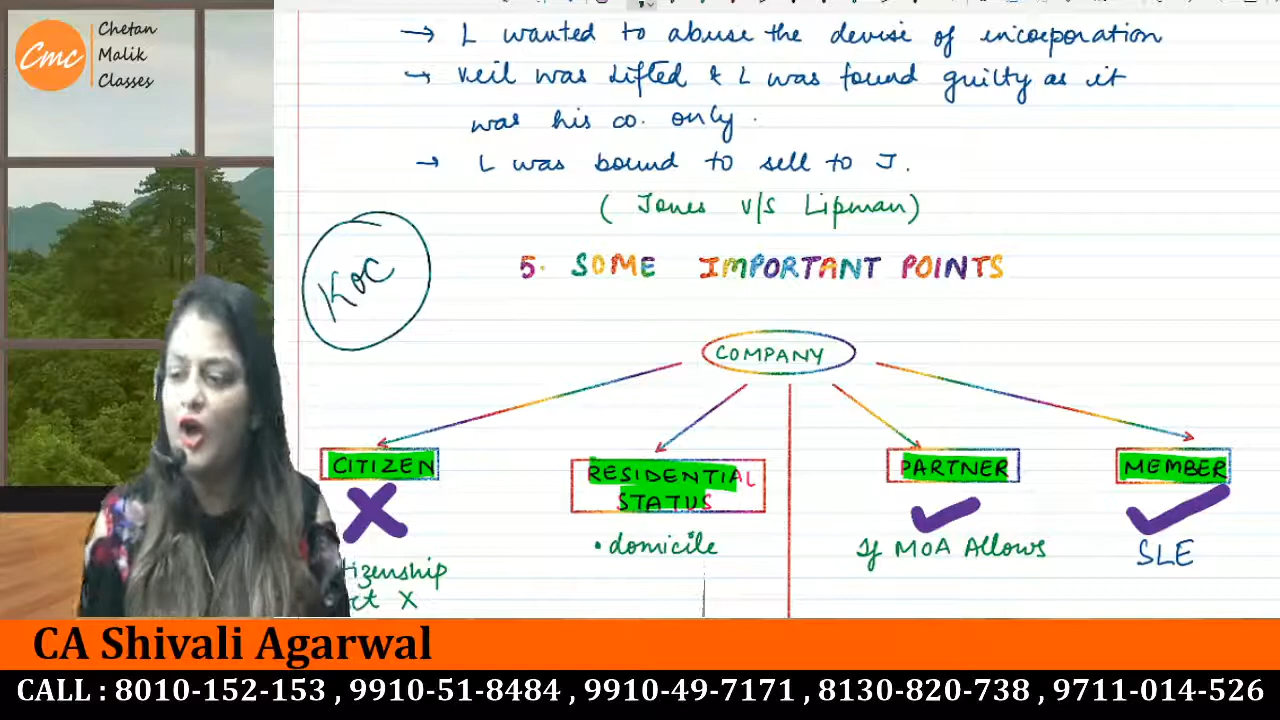 Chetan
Malik
Classes
Cmc
→ L wanted to abuse the devise of incorporation
→ Veil was lifted & L was found guilty as it
was his co. only.
→ L was bound to sell to J.
(Jones v/s Lipman)
KOC
5. SOME IMPORTANT POINTS
COMPANY
CITIZEN
RESIDENTIAL
STATUS
PARTNER
MEMBER
• domicile
If MOA Allows
SLE
tizenship
ct X
CA Shivali Agarwal
CALL : 8010-152-153 , 9910-51-8484 , 9910-49-7171 , 8130-820-738 , 9711-014-526